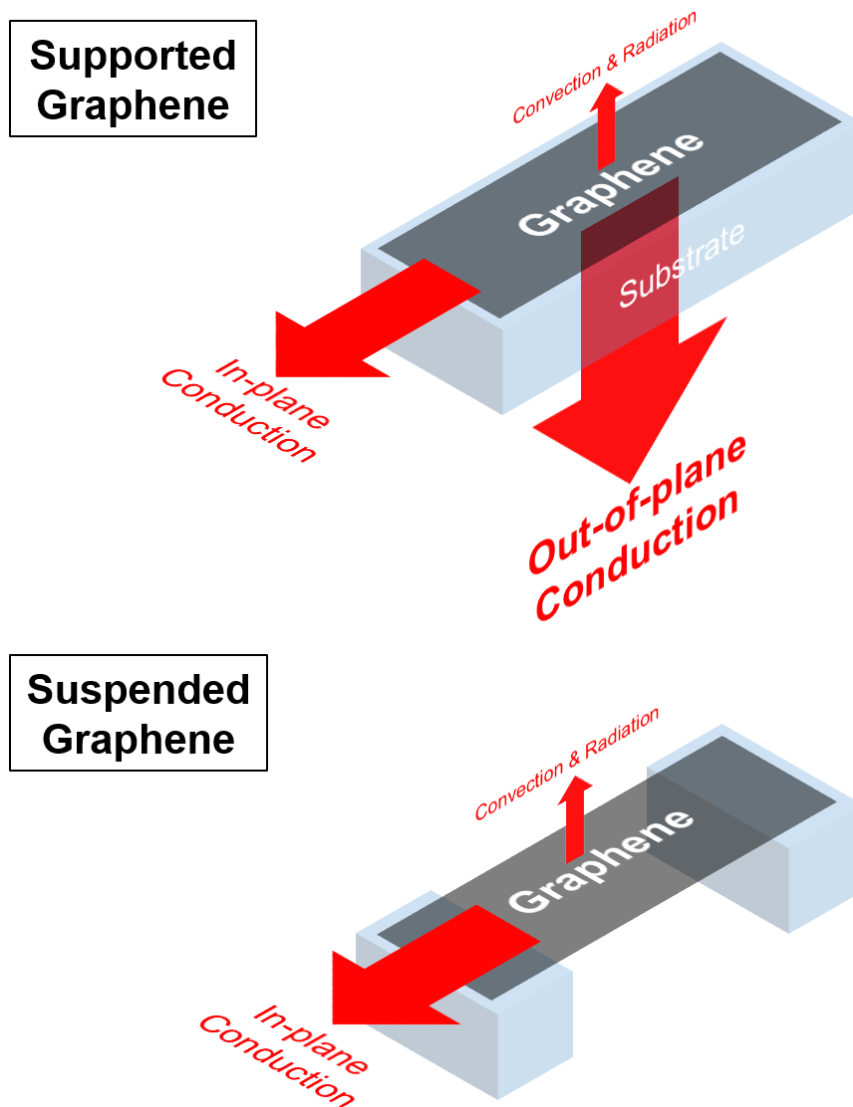 Supported
Graphene
Convection & Radiation
Graphene
Substrate
In-plane
Conduction
Out-of-plane
Conduction
Suspended
Graphene
Convection & Radiation
Graphene
In-plane
Conduction